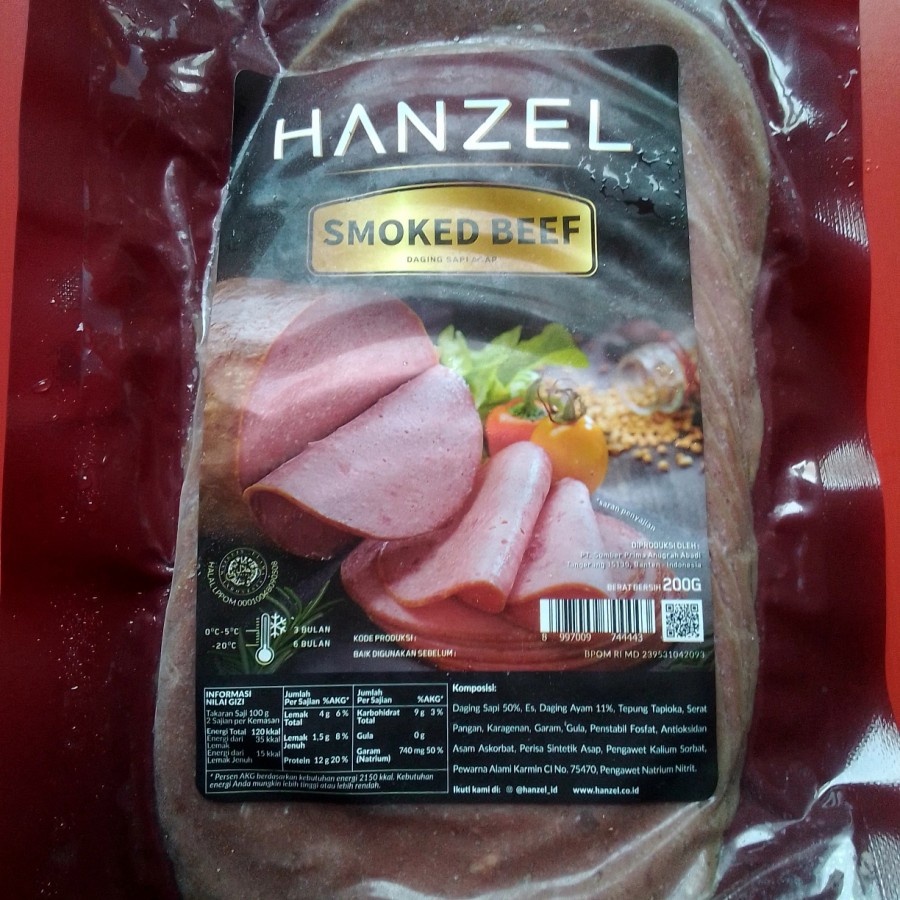 HANZEL
SMOKED BEEF
DAGING SAPI ASAP
Saran penyajian
DIPRODUKSI OLEH :
PT. Sumber Prima Anugrah Abadi
Tangerang 15130, Banten - Indonesia
BERAT BERSIH 200G
8 997009 744443
BPOM RI MD 239531042093
HALAL LPPOM
0°C-5°C 3 BULAN
-20°C 6 BULAN
KODE PRODUKSI :
BAIK DIGUNAKAN SEBELUM :
INFORMASI
NILAI GIZI
Takaran Saji 100 g
2 Sajian per Kemasan
Energi Total 120 kkal
Energi dari 35 kkal
Lemak
Energi dari 15 kkal
Lemak Jenuh
Jumlah
Per Sajian %AKG*
Lemak 4 g 6 %
Total
Lemak 1,5 g 8 %
Jenuh
Protein 12 g 20 %
Jumlah
Per Sajian %AKG*
Karbohidrat 9 g 3 %
Total
Gula 0 g
Garam 740 mg 50 %
(Natrium)
* Persen AKG berdasarkan kebutuhan energi 2150 kkal. Kebutuhan
energi Anda mungkin lebih tinggi atau lebih rendah.
Komposisi:
Daging Sapi 50%, Es, Daging Ayam 11%, Tepung Tapioka, Serat
Pangan, Karagenan, Garam, Gula, Penstabil Fosfat, Antioksidan
Asam Askorbat, Perisa Sintetik Asap, Pengawet Kalium Sorbat,
Pewarna Alami Karmin CI No. 75470, Pengawet Natrium Nitrit.
Ikuti kami di: @hanzel_id www.hanzel.co.id